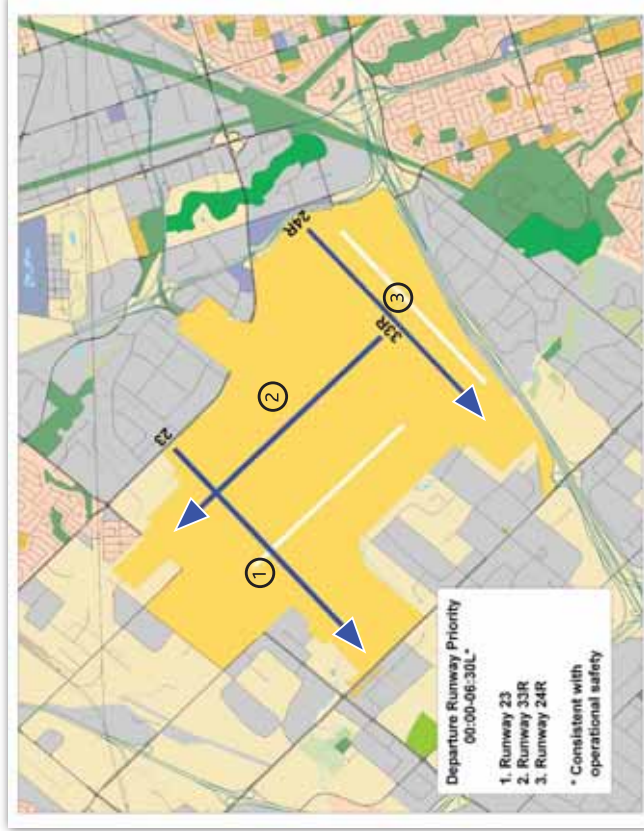 23
24R
33R
1
2
3
Departure Runway Priority
00:00-06:30L*
1. Runway 23
2. Runway 33R
3. Runway 24R
* Consistent with
operational safety